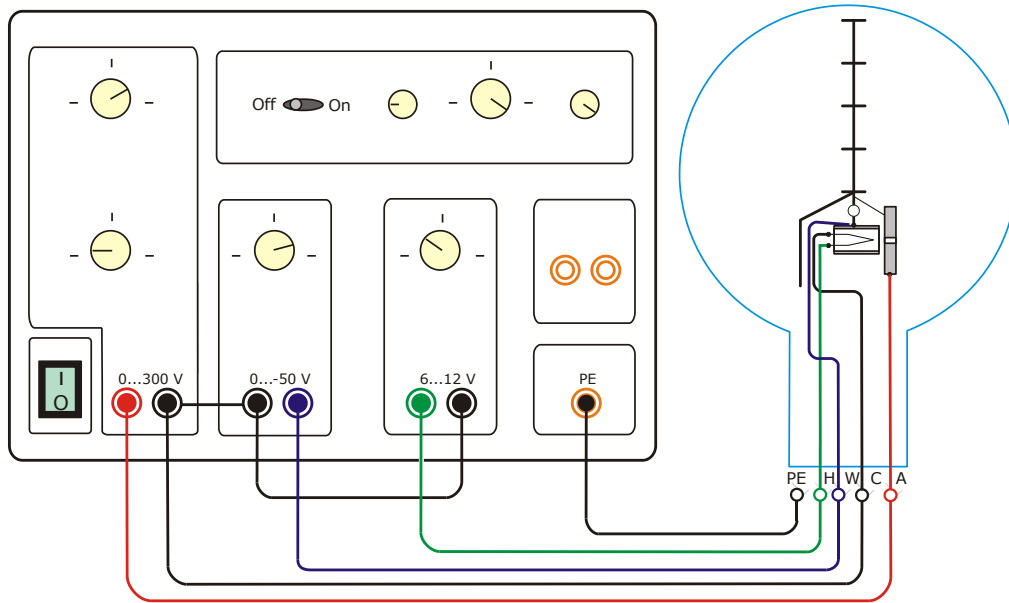 Off On
I
O
0...300 V
0...-50 V
6...12 V
PE
PE H W C A